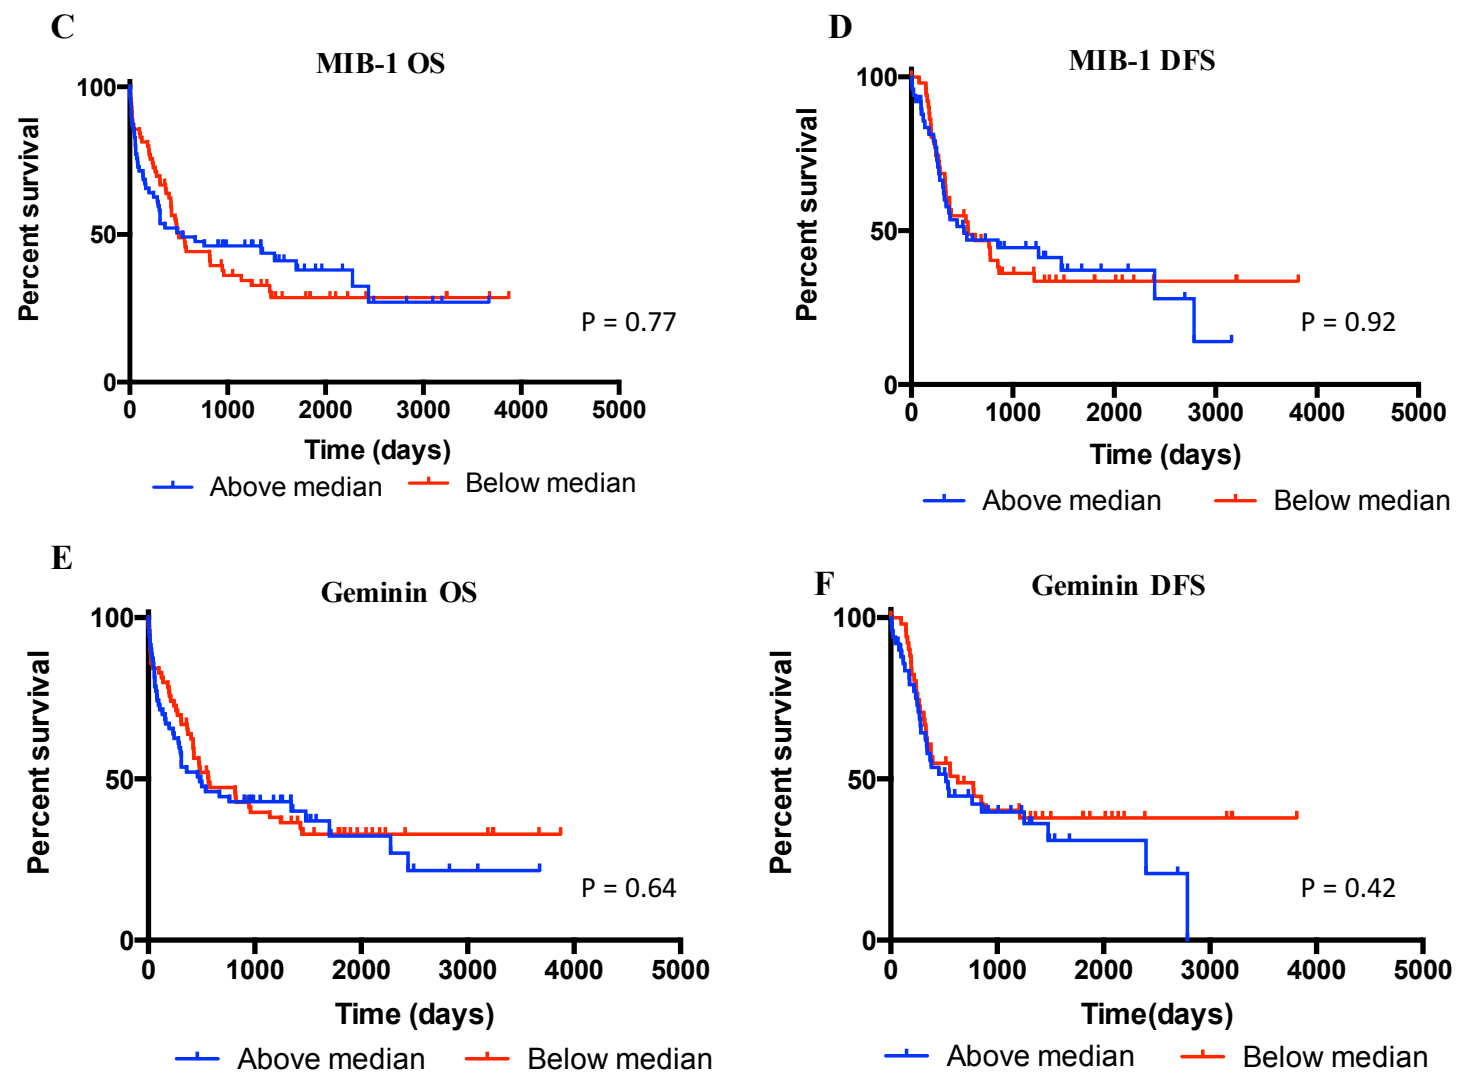 C
MIB-1 OS
Percent survival
100
50
0
0 1000 2000 3000 4000 5000
Time (days)
P = 0.77
Above median Below median
D
MIB-1 DFS
Percent survival
100
50
0
0 1000 2000 3000 4000 5000
Time (days)
P = 0.92
Above median Below median
E
Geminin OS
Percent survival
100
50
0
0 1000 2000 3000 4000 5000
Time (days)
P = 0.64
Above median Below median
F
Geminin DFS
Percent survival
100
50
0
0 1000 2000 3000 4000 5000
Time(days)
P = 0.42
Above median Below median